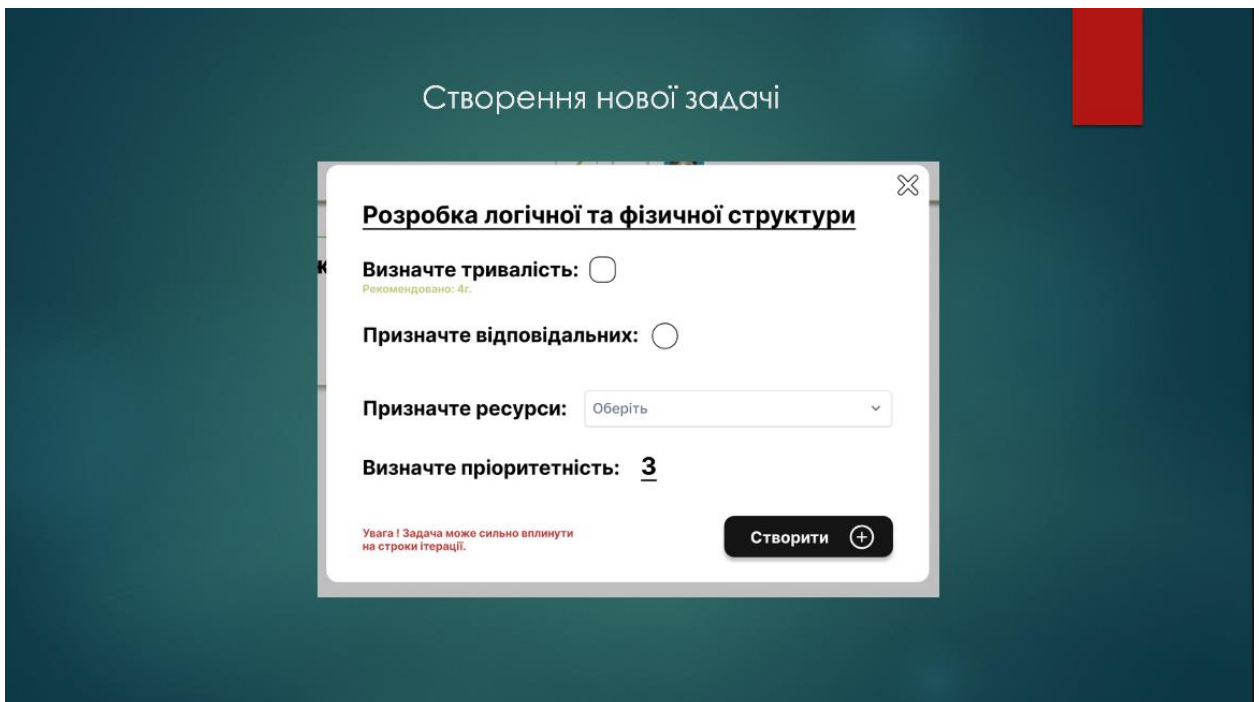 Створення нової задачі
Розробка логічної та фізичної структури
Визначте тривалість:
Рекомендовано: 4г.
Призначте відповідальних:
Призначте ресурси: Оберіть
Визначте пріоритетність: 3
Увага ! Задача може сильно вплинути
на строки ітерації.
Створити